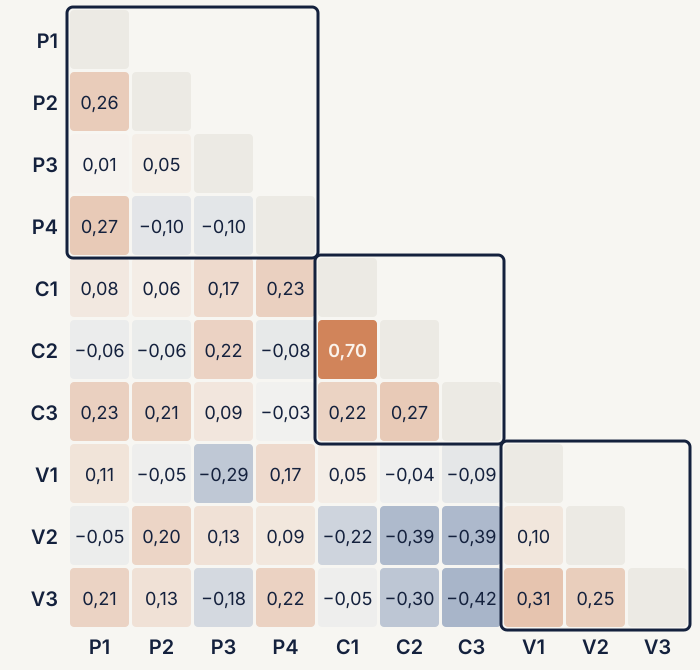 P1
P2 0,26
P3 0,01 0,05
P4 0,27 −0,10 −0,10
C1 0,08 0,06 0,17 0,23
C2 −0,06 −0,06 0,22 −0,08 0,70
C3 0,23 0,21 0,09 −0,03 0,22 0,27
V1 0,11 −0,05 −0,29 0,17 0,05 −0,04 −0,09
V2 −0,05 0,20 0,13 0,09 −0,22 −0,39 −0,39 0,10
V3 0,21 0,13 −0,18 0,22 −0,05 −0,30 −0,42 0,31 0,25
P1 P2 P3 P4 C1 C2 C3 V1 V2 V3